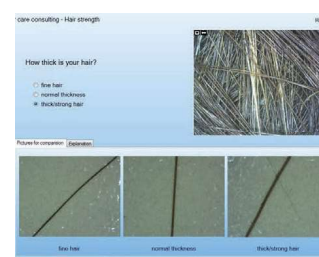 care consulting - Hair strength
How thick is your hair?
fine hair
normal thickness
thick/strong hair
Pictures for comparision
Explanation
fine hair
normal thickness
thick/strong hair